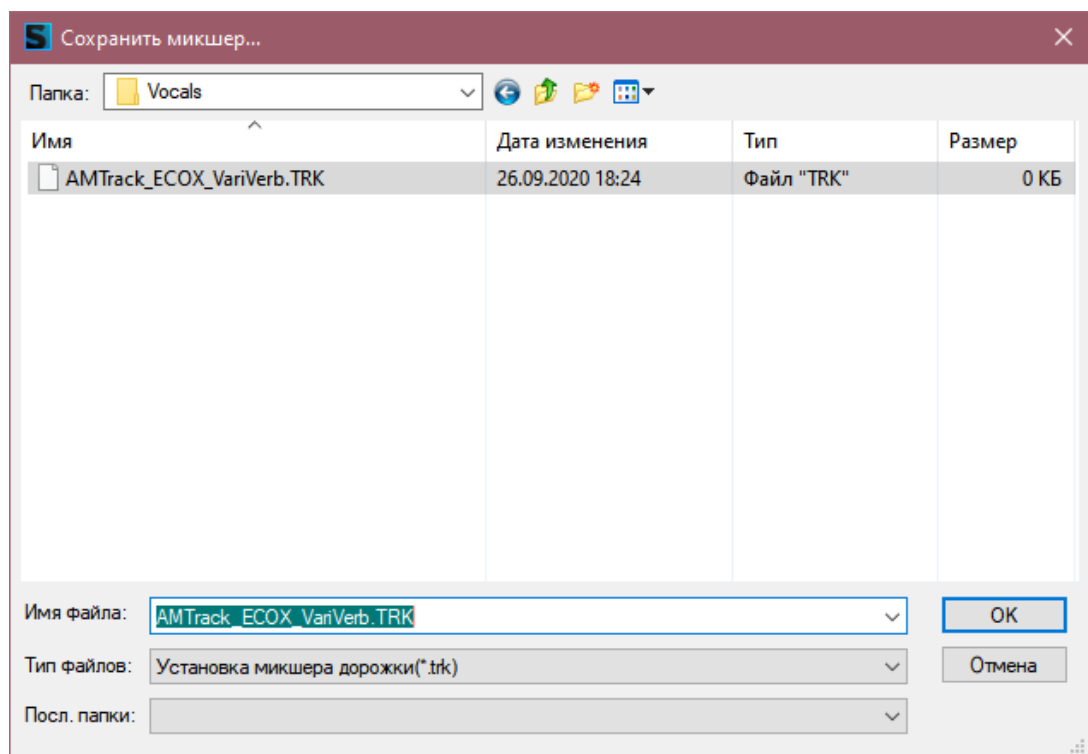 Сохранить микшер...
Папка: Vocals
Имя Дата изменения Тип Размер
AMTrack_ECOX_VariVerb.TRK 26.09.2020 18:24 Файл "TRK" 0 КБ
Имя файла: AMTrack_ECOX_VariVerb.TRK OK
Тип файлов: Установка микшера дорожки(*.trk) Отмена
Посл. папки: